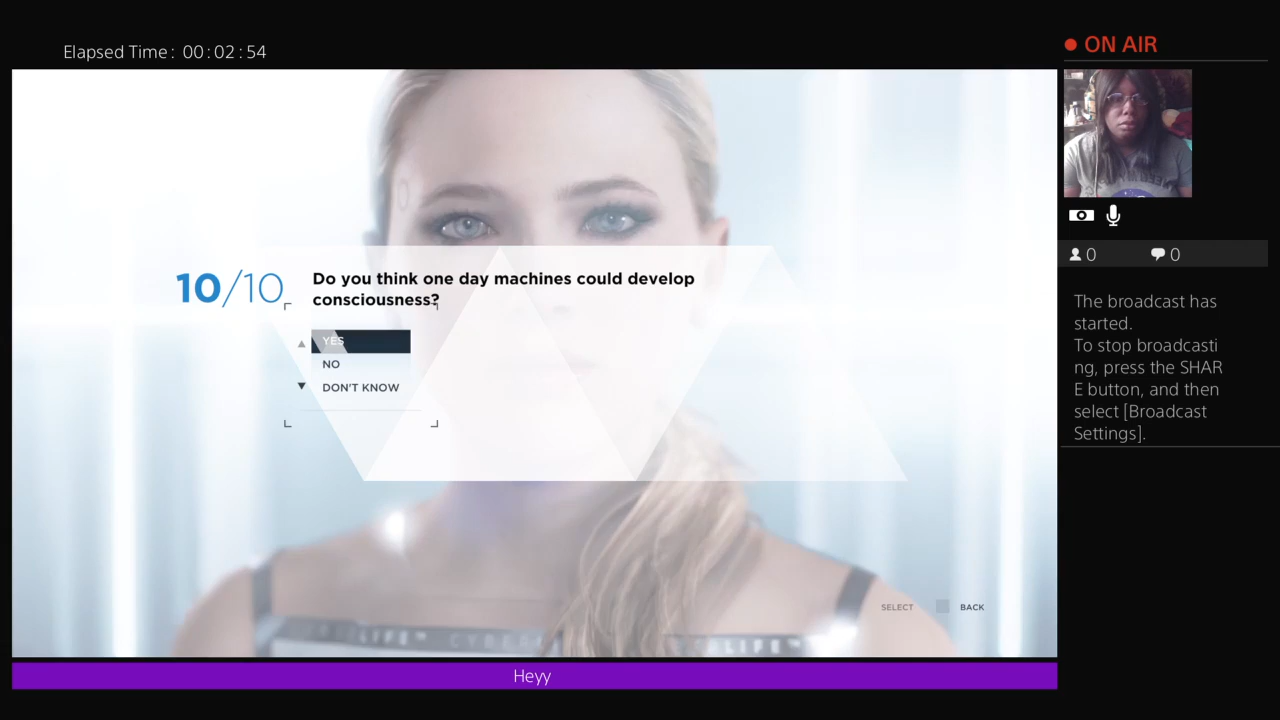 Elapsed Time: 00:02:54
ON AIR
10/10
Do you think one day machines could develop
consciousness?
YES
NO
DON'T KNOW
SELECT
BACK
Heyy
0
0
The broadcast has
started.
To stop broadcasti
ng, press the SHAR
E button, and then
select [Broadcast
Settings].